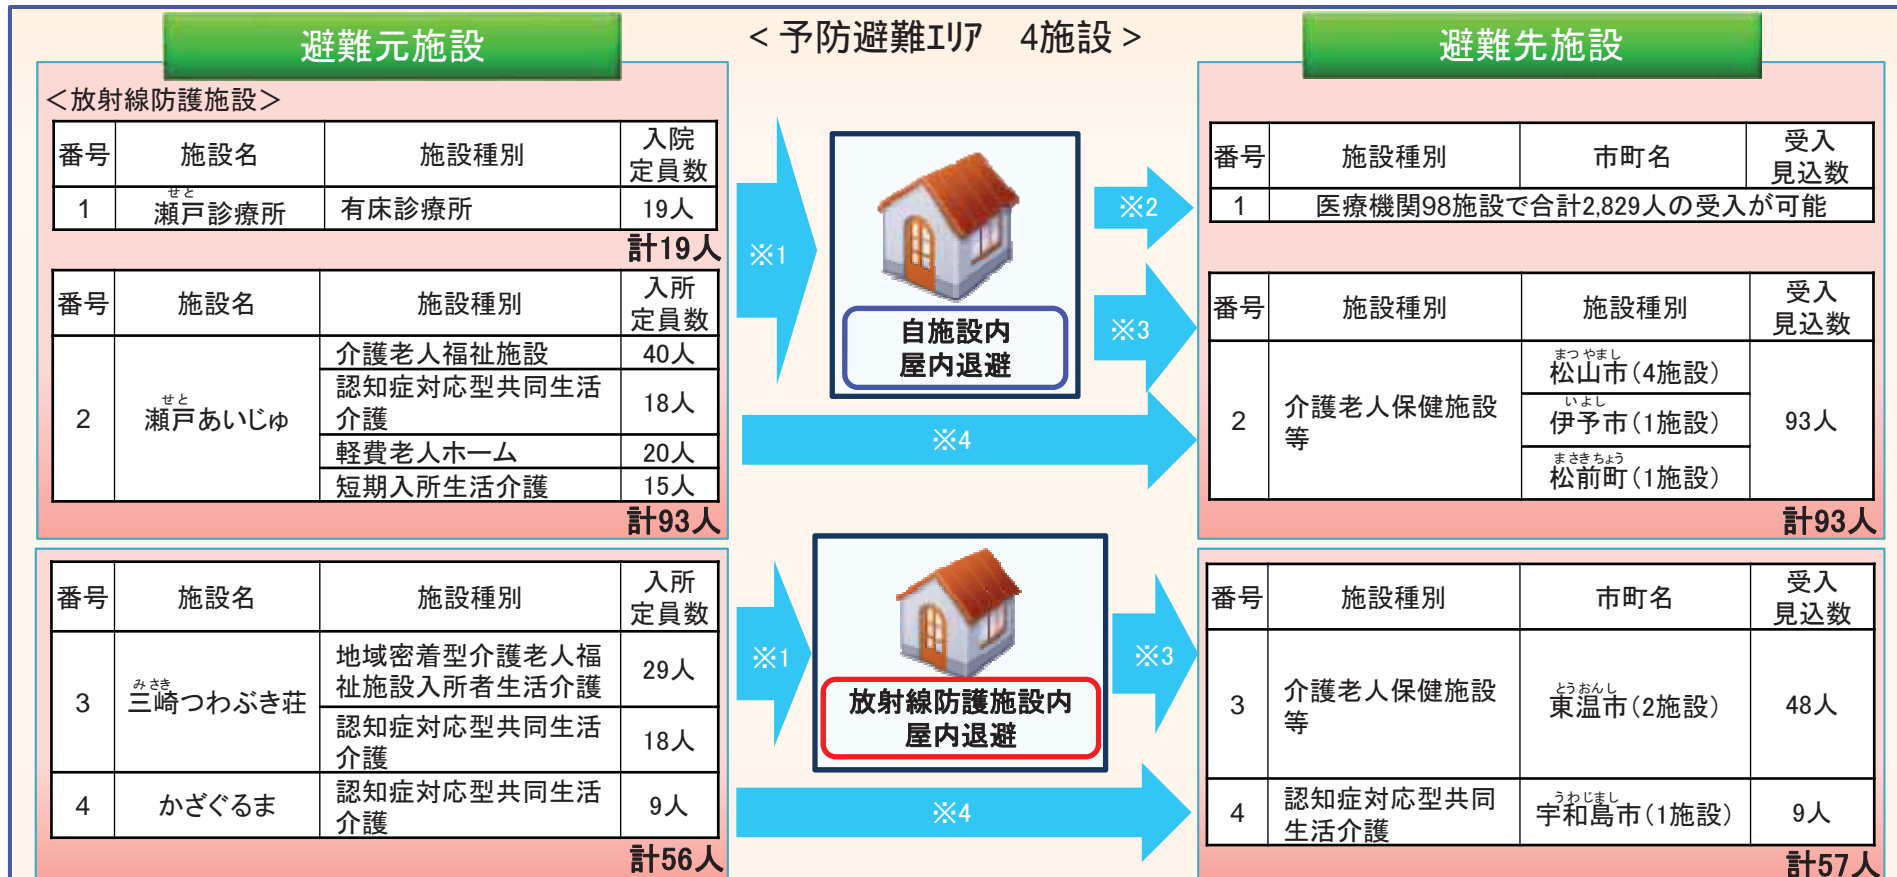 <予防避難ｴﾘｱ 4施設>
避難元施設
<放射線防護施設>
番号 施設名 施設種別 入院
定員数
1 瀬戸診療所 有床診療所 19人
せと
計19人
番号 施設名 施設種別 入所
定員数
2 瀬戸あいじゅ
せと
介護老人福祉施設 40人
認知症対応型共同生活
介護 18人
軽費老人ホーム 20人
短期入所生活介護 15人
計93人
番号 施設名 施設種別 入所
定員数
3 三崎つわぶき荘
みさき
地域密着型介護老人福
祉施設入所者生活介護 29人
認知症対応型共同生活
介護 18人
4 かざぐるま 認知症対応型共同生活
介護 9人
計56人
※1
自施設内
屋内退避
※2
※3
※4
※1
放射線防護施設内
屋内退避
※3
※4
避難先施設
番号 施設種別 市町名 受入
見込数
1 医療機関98施設で合計2,829人の受入が可能
番号 施設種別 施設種別 受入
見込数
2 介護老人保健施設
等
まつやまし
松山市(4施設)
いよし
伊予市(1施設)
まさきちょう
松前町(1施設)
93人
計93人
番号 施設種別 市町名 受入
見込数
3 介護老人保健施設
等
とうおんし
東温市(2施設) 48人
4 認知症対応型共同
生活介護
うわじまし
宇和島市(1施設) 9人
計57人